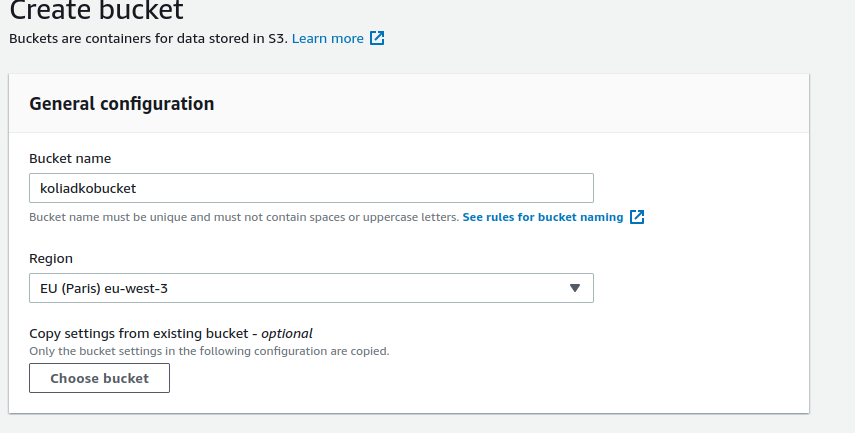 Create bucket
Buckets are containers for data stored in S3. Learn more
General configuration
Bucket name
koliadkobucket
Bucket name must be unique and must not contain spaces or uppercase letters. See rules for bucket naming
Region
EU (Paris) eu-west-3
Copy settings from existing bucket - optional
Only the bucket settings in the following configuration are copied.
Choose bucket